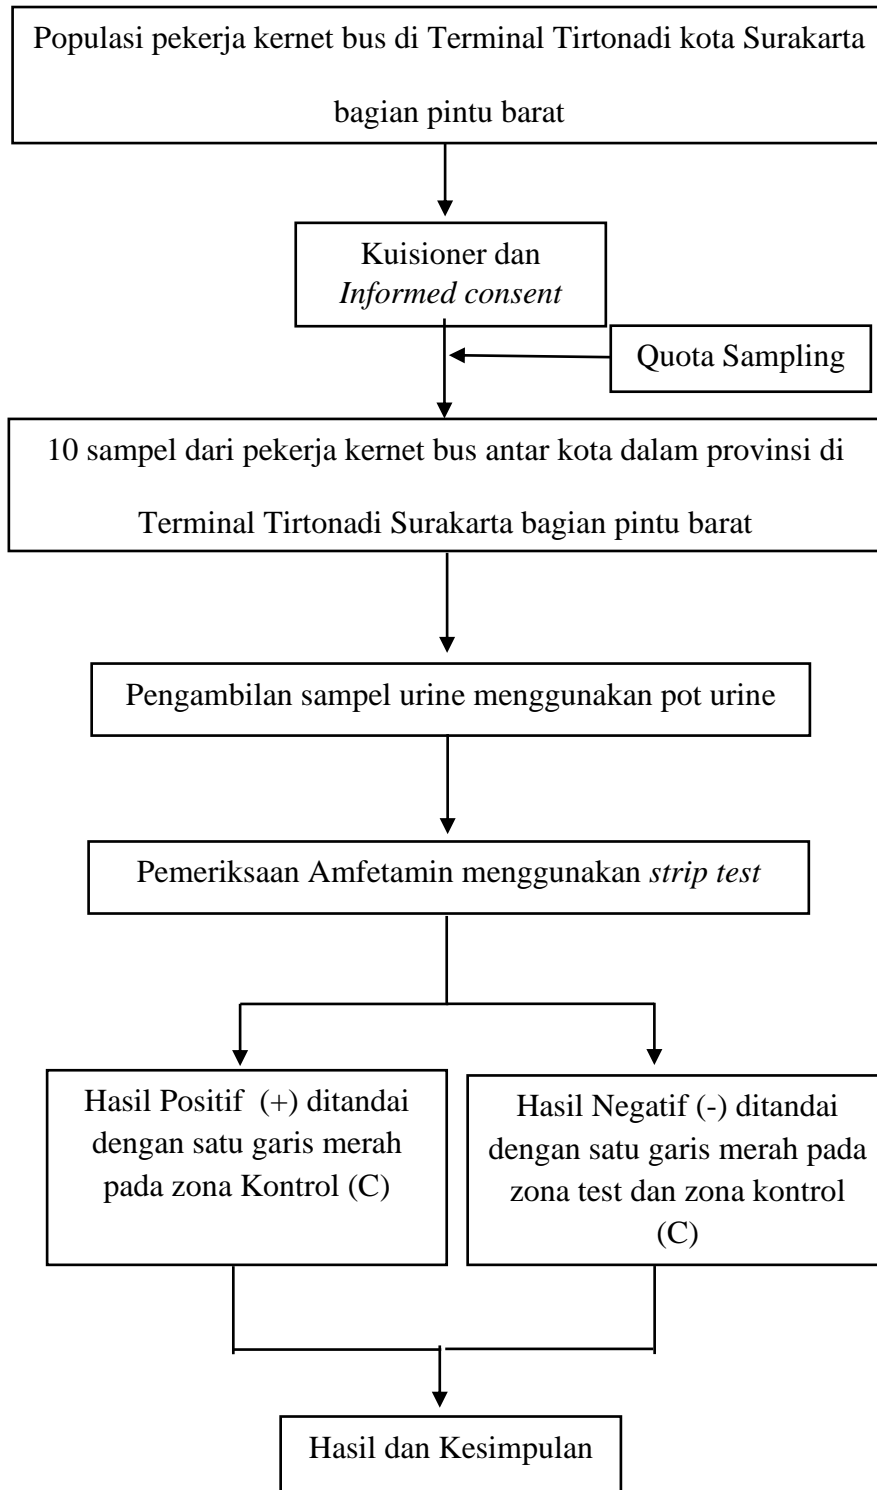 Populasi pekerja kernet bus di Terminal Tirtonadi kota Surakarta
bagian pintu barat
Kuisioner dan
Informed consent
Quota Sampling
10 sampel dari pekerja kernet bus antar kota dalam provinsi di
Terminal Tirtonadi Surakarta bagian pintu barat
Pengambilan sampel urine menggunakan pot urine
Pemeriksaan Amfetamin menggunakan strip test
Hasil Positif  (+) ditandai
dengan satu garis merah
pada zona Kontrol (C)
Hasil Negatif (-) ditandai
dengan satu garis merah pada
zona test dan zona kontrol
(C)
Hasil dan Kesimpulan